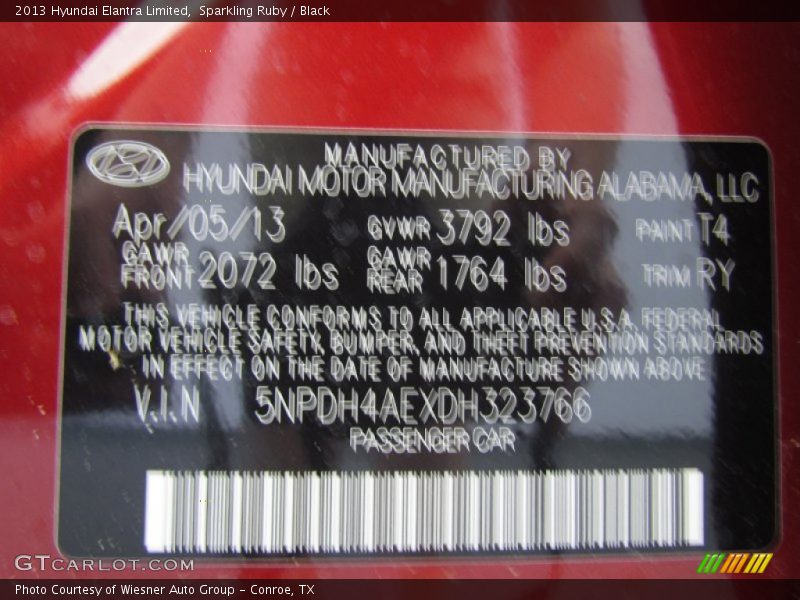 2013 Hyundai Elantra Limited, Sparkling Ruby / Black
MANUFACTURED BY
HYUNDAI MOTOR MANUFACTURING ALABAMA, LLC
Apr/05/13 GVWR 3792 lbs PAINT T4
GAWR FRONT 2072 lbs GAWR REAR 1764 lbs TRIM RY
THIS VEHICLE CONFORMS TO ALL APPLICABLE U.S.A. FEDERAL
MOTOR VEHICLE SAFETY, BUMPER, AND THEFT PREVENTION STANDARDS
IN EFFECT ON THE DATE OF MANUFACTURE SHOWN ABOVE
V.I.N 5NPDH4AEXDH323766
PASSENGER CAR
GTCARLOT.COM
Photo Courtesy of Wiesner Auto Group - Conroe, TX